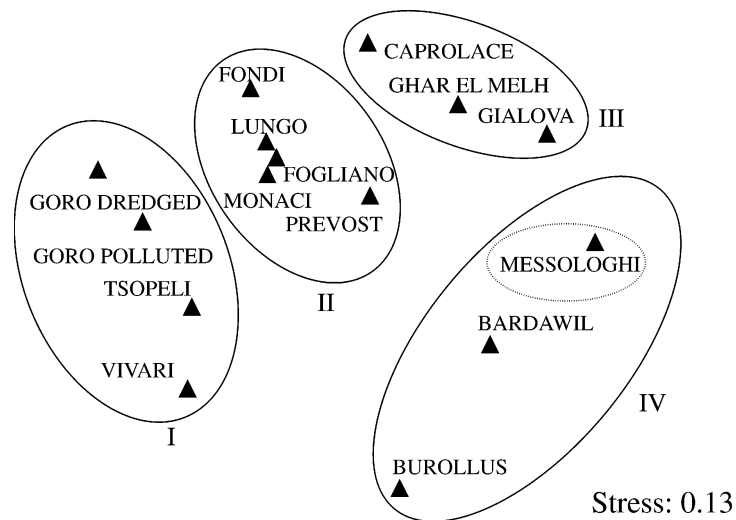 CAPROLACE
FONDI
GHAR EL MELH
GIALOVA
III
LUNGO
FOGLIANO
MONACI
PREVOST
GORO DREDGED
GORO POLLUTED
TSOPELI
II
MESSOLOGHI
BARDAWIL
VIVARI
IV
I
BUROLLUS
Stress: 0.13